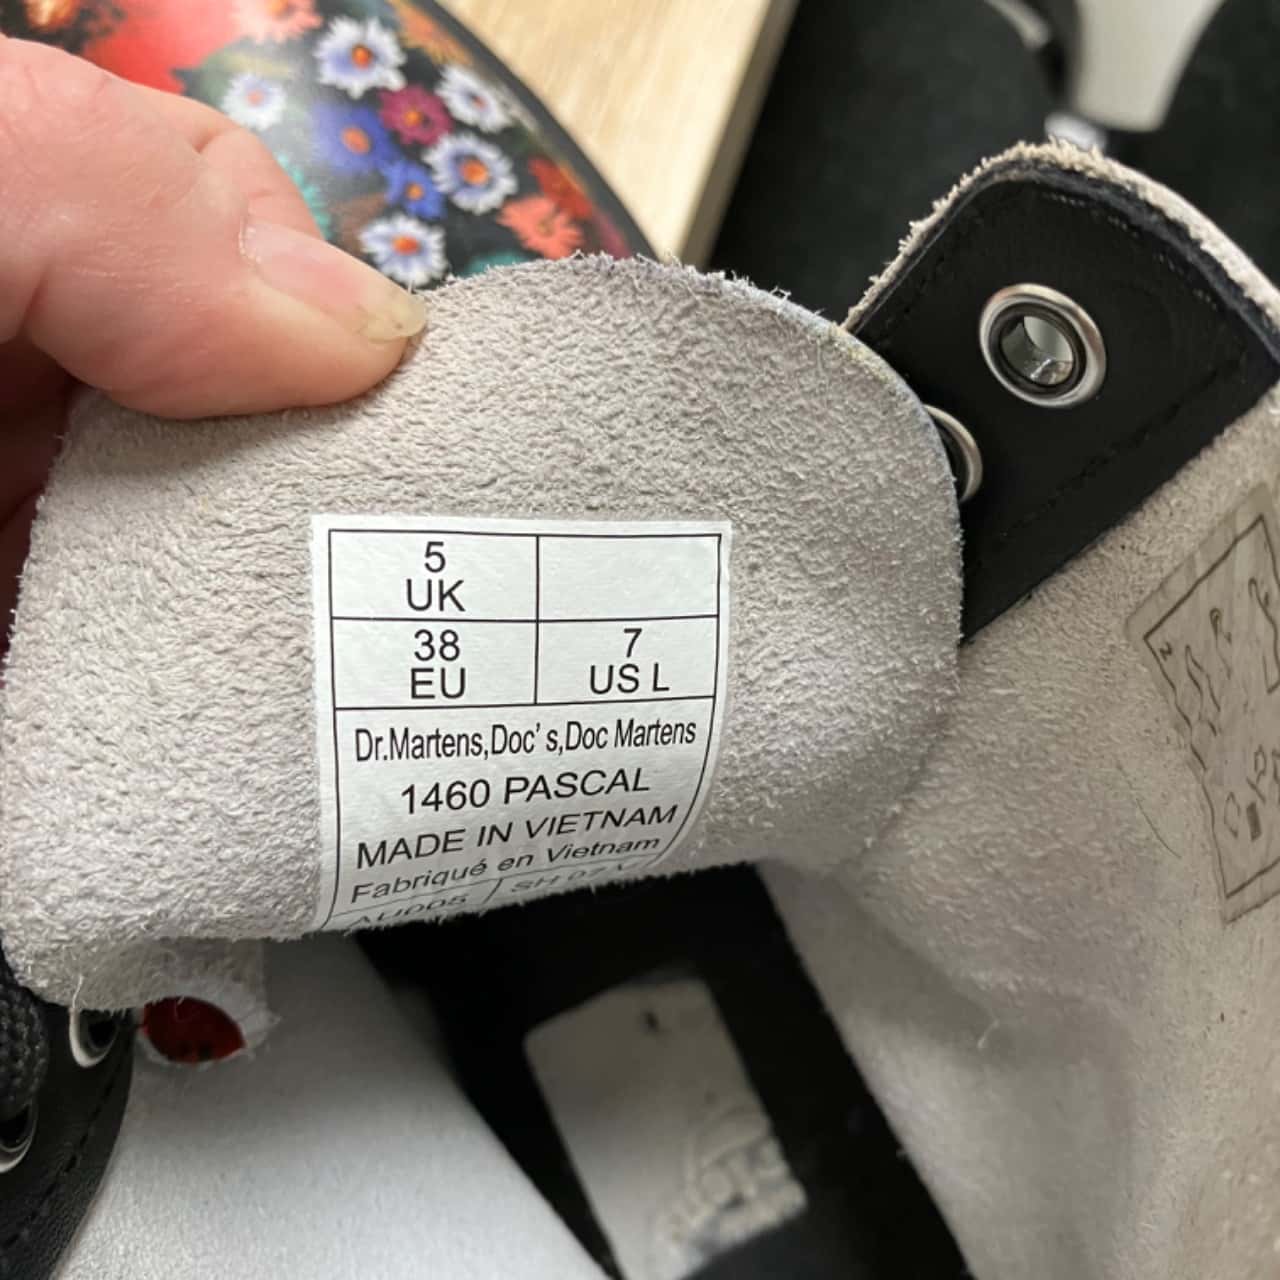 5
UK
38
EU
7
US L
Dr.Martens,Doc's,Doc Martens
1460 PASCAL
MADE IN VIETNAM
Fabriqué en Vietnam
AU005